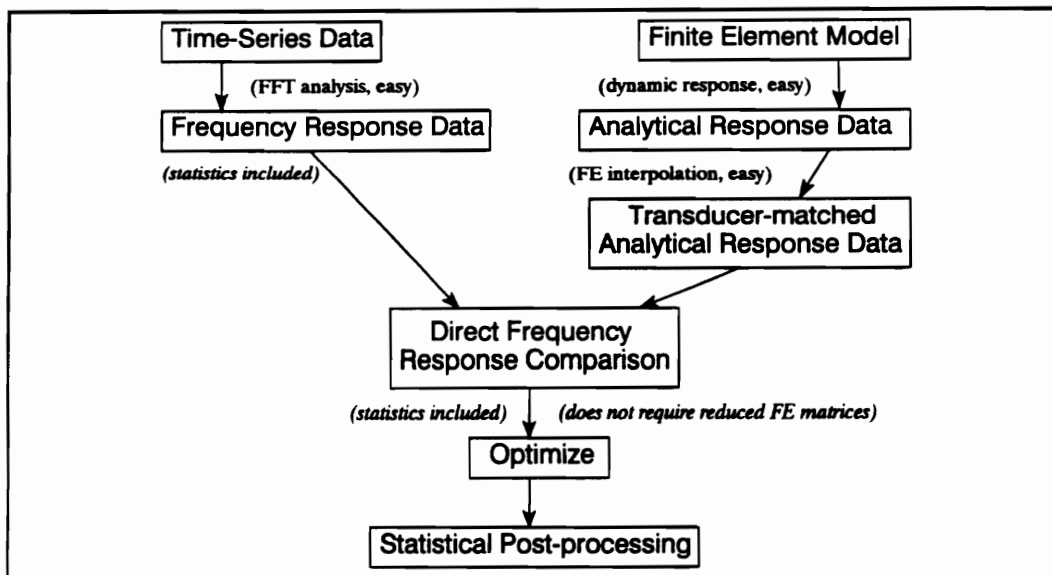 Time-Series Data
Finite Element Model
(FFT analysis, easy)
(dynamic response, easy)
Frequency Response Data
Analytical Response Data
(statistics included)
(FE interpolation, easy)
Transducer-matched
Analytical Response Data
Direct Frequency
Response Comparison
(statistics included)
(does not require reduced FE matrices)
Optimize
Statistical Post-processing